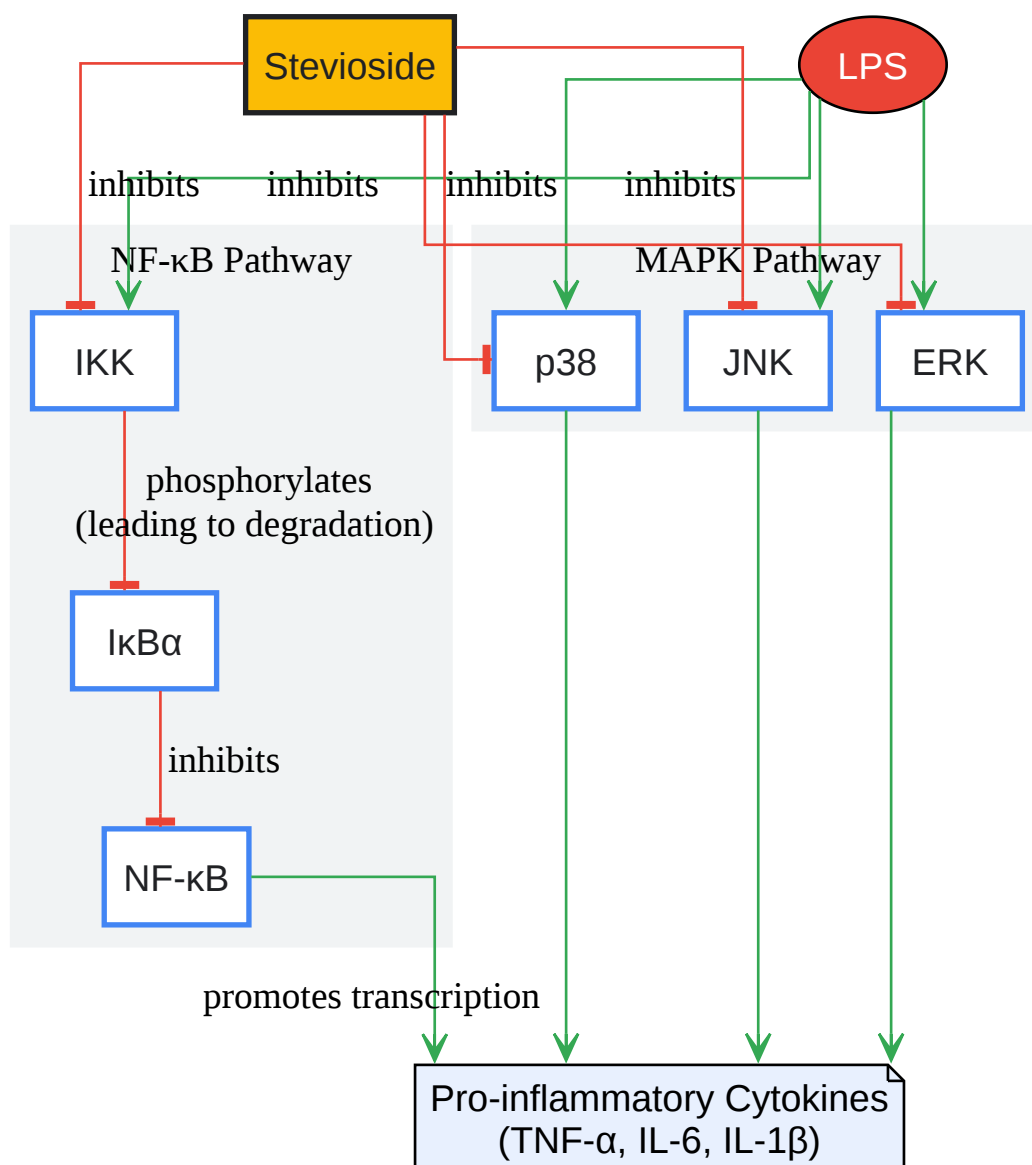 Stevioside
LPS
inhibits
inhibits
inhibits
inhibits
NF-κB Pathway
MAPK Pathway
IKK
p38
JNK
ERK
phosphorylates
(leading to degradation)
IκBα
inhibits
NF-κB
promotes transcription
Pro-inflammatory Cytokines
(TNF-α, IL-6, IL-1β)